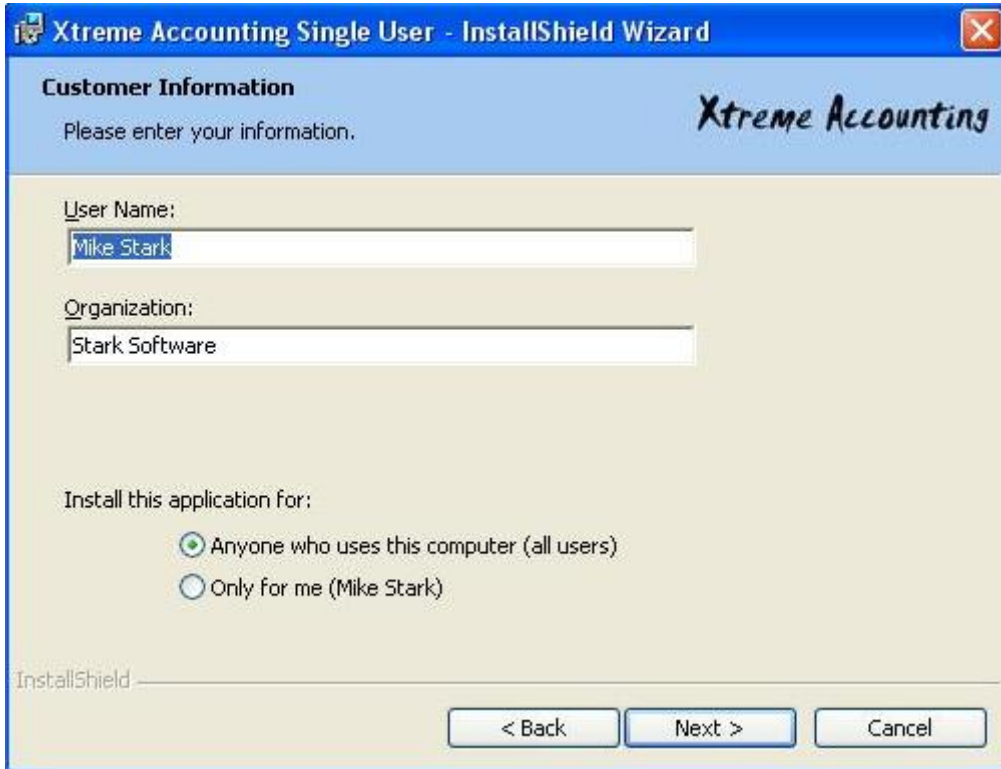 Xtreme Accounting Single User - InstallShield Wizard
Customer Information
Please enter your information.
Xtreme Accounting
User Name:
Mike Stark
Organization:
Stark Software
Install this application for:
Anyone who uses this computer (all users)
Only for me (Mike Stark)
InstallShield
< Back Next > Cancel